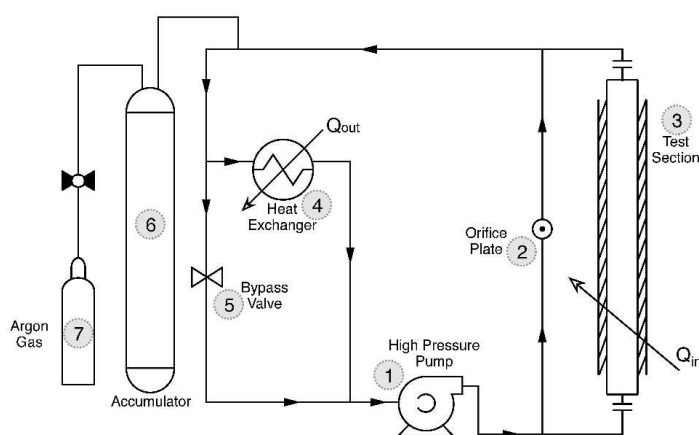 Qout
3
Test
Section
4
Heat
Exchanger
6
Orifice
Plate
2
5
Bypass
Valve
Argon
Gas
7
High Pressure
Pump
1
Qin
Accumulator